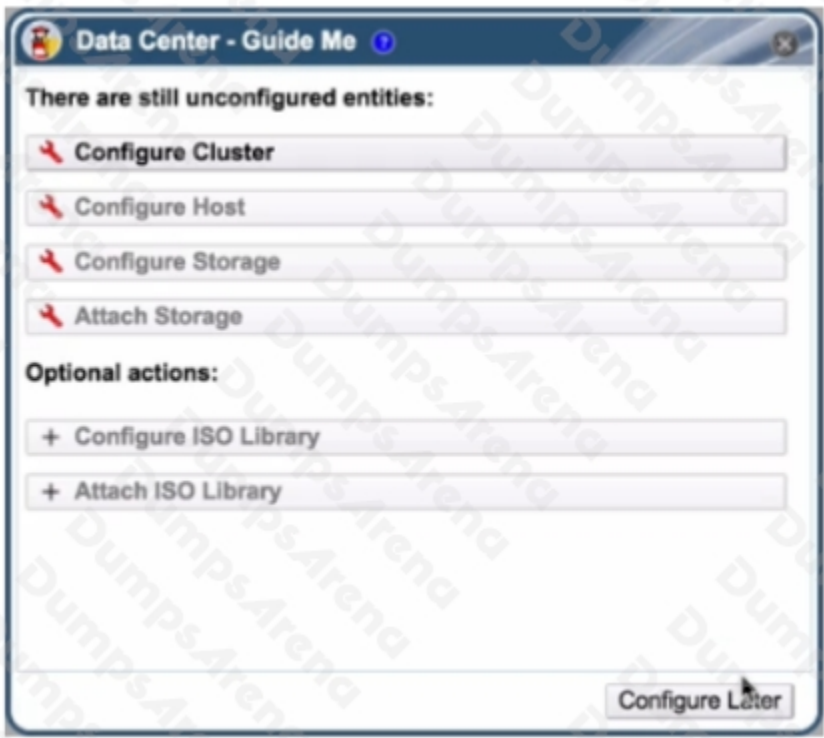 Data Center - Guide Me ?
There are still unconfigured entities:
Configure Cluster
Configure Host
Configure Storage
Attach Storage
Optional actions:
+ Configure ISO Library
+ Attach ISO Library
Configure Later
DumpsArena